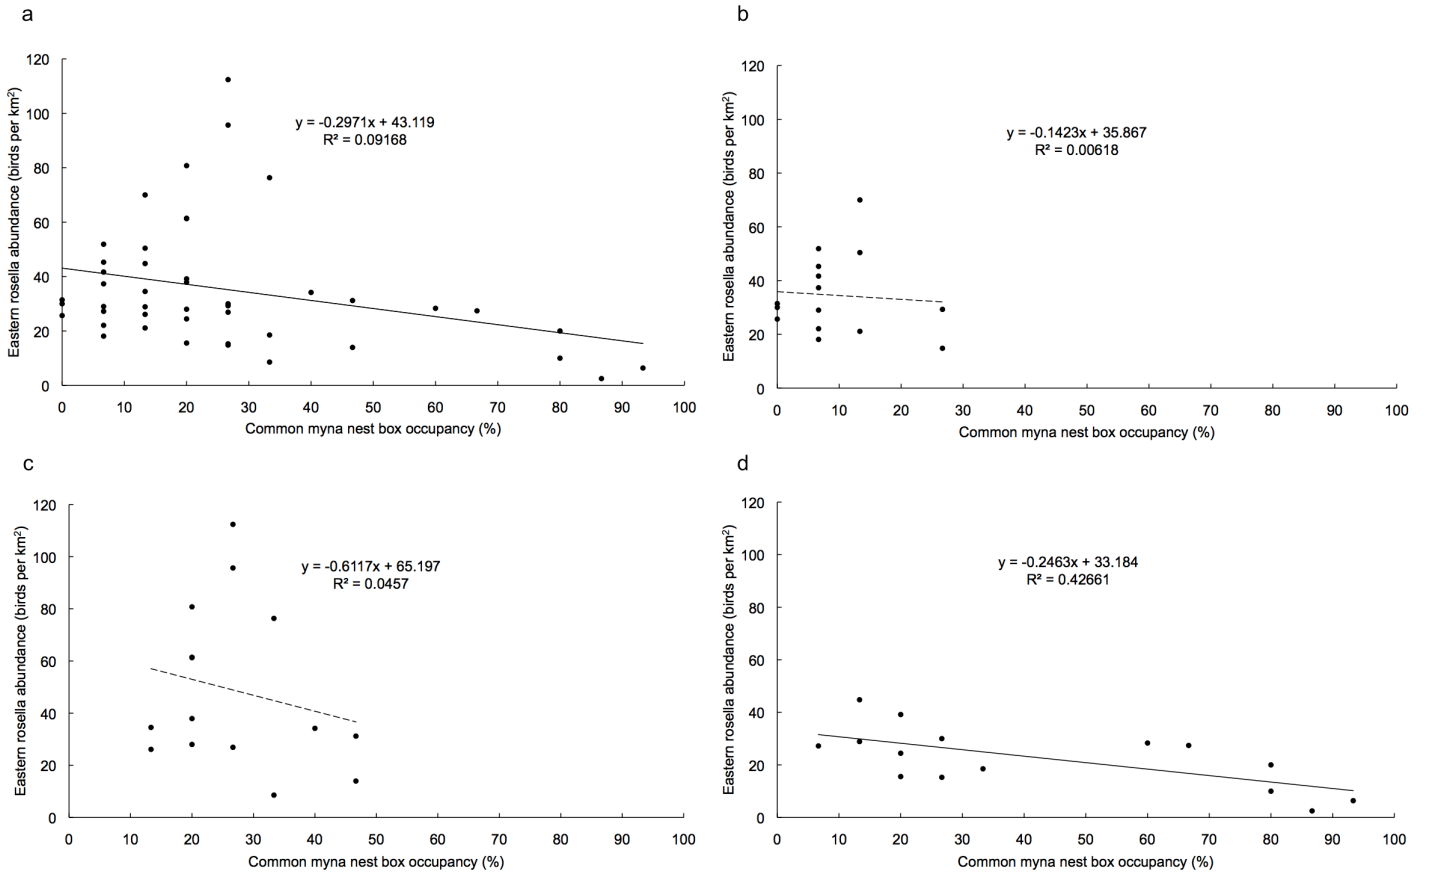 a
120
100
80
60
40
20
0
0 10 20 30 40 50 60 70 80 90 100
Eastern rosella abundance (birds per km²)
Common myna nest box occupancy (%)
y = -0.2971x + 43.119
R² = 0.09168
b
120
100
80
60
40
20
0
0 10 20 30 40 50 60 70 80 90 100
Eastern rosella abundance (birds per km²)
Common myna nest box occupancy (%)
y = -0.1423x + 35.867
R² = 0.00618
c
120
100
80
60
40
20
0
0 10 20 30 40 50 60 70 80 90 100
Eastern rosella abundance (birds per km²)
Common myna nest box occupancy (%)
y = -0.6117x + 65.197
R² = 0.0457
d
120
100
80
60
40
20
0
0 10 20 30 40 50 60 70 80 90 100
Eastern rosella abundance (birds per km²)
Common myna nest box occupancy (%)
y = -0.2463x + 33.184
R² = 0.42661